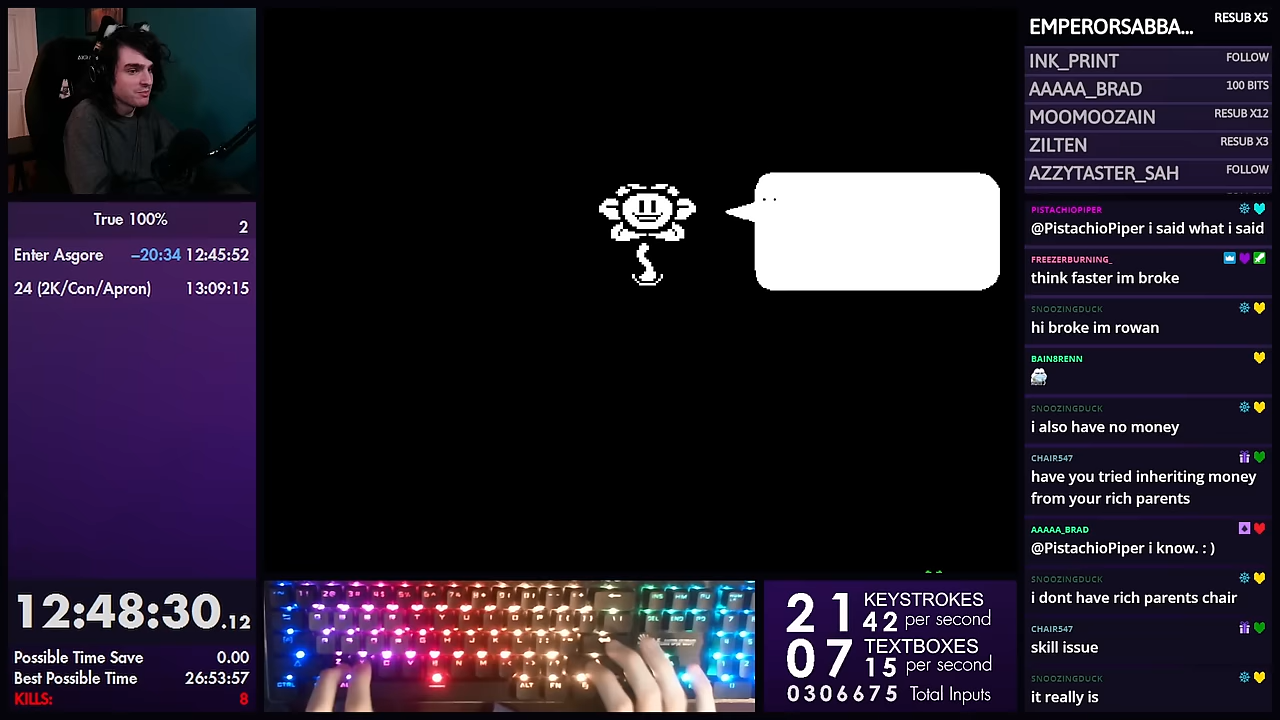 True 100%
2
Enter Asgore −20:34 12:45:52
24 (2K/Con/Apron) 13:09:15
12:48:30.12
Possible Time Save 0.00
Best Possible Time 26:53:57
KILLS: 8
..
21 KEYSTROKES
42 per second
07 TEXTBOXES
15 per second
0306675 Total Inputs
EMPERORSABBA... RESUB X5
INK_PRINT FOLLOW
AAAAA_BRAD 100 BITS
MOOMOOZAIN RESUB X12
ZILTEN RESUB X3
AZZYTASTER_SAH FOLLOW
PISTACHIOPIPER
@PistachioPiper i said what i said
FREEZERBURNING_
think faster im broke
SNOOZINGDUCK
hi broke im rowan
BAIN8RENN
SNOOZINGDUCK
i also have no money
CHAIR547
have you tried inheriting money
from your rich parents
AAAAA_BRAD
@PistachioPiper i know. : )
SNOOZINGDUCK
i dont have rich parents chair
CHAIR547
skill issue
SNOOZINGDUCK
it really is